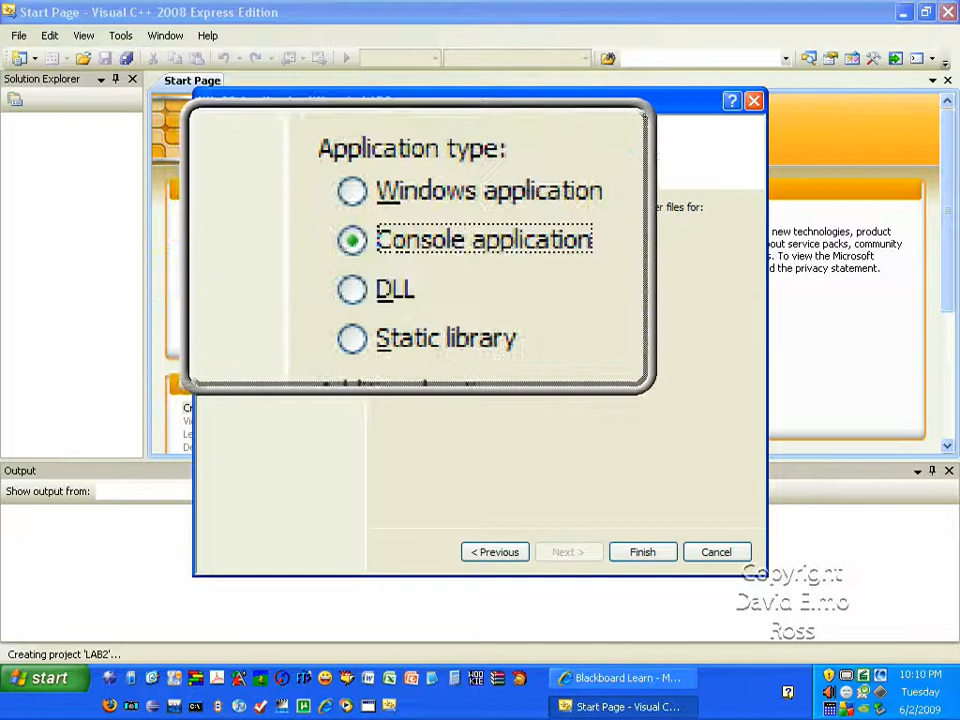 Start Page - Visual C++ 2008 Express Edition
File Edit View Tools Window Help
Solution Explorer
Start Page
Application type:
Windows application
Console application
DLL
Static library
er files for:
new technologies, product
out service packs, community
s. To view the Microsoft
d the privacy statement.
Output
Show output from:
< Previous Next > Finish Cancel
Copyright
David Elmo
Ross
Creating project 'LAB2'...
start
Blackboard Learn - M...
Start Page - Visual C...
10:10 PM
Tuesday
6/2/2009